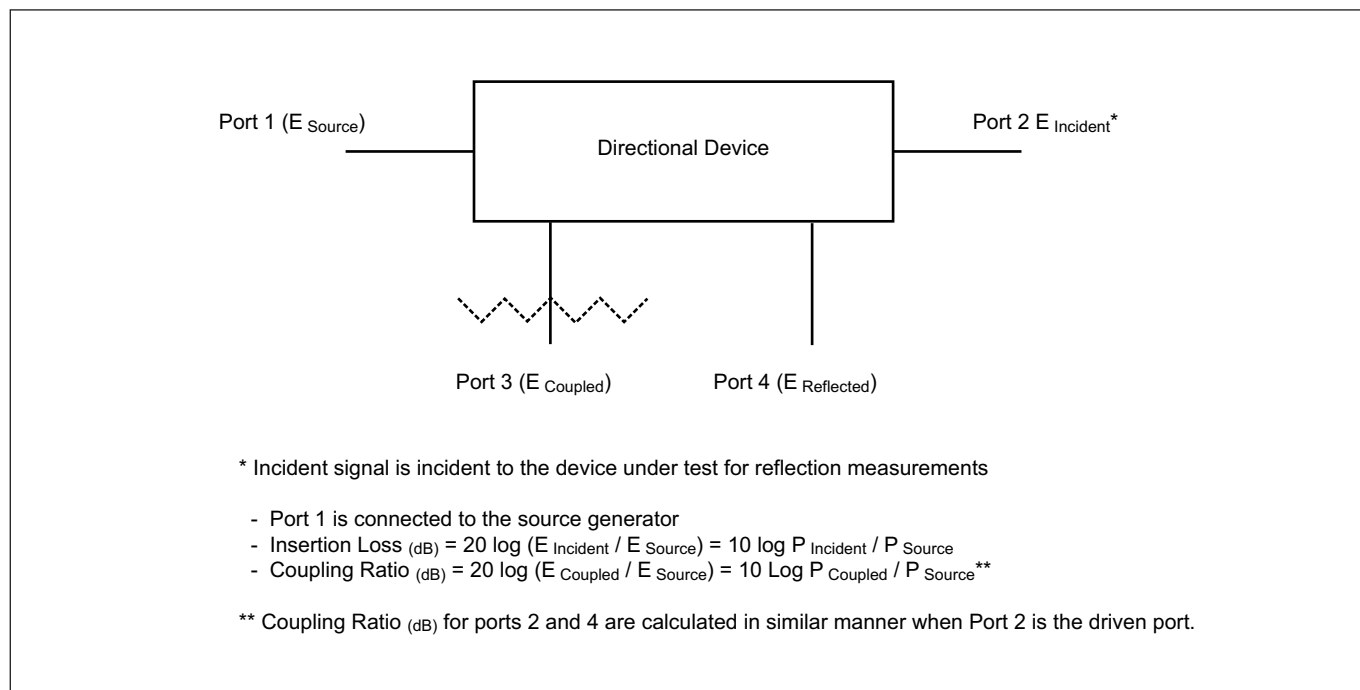 Port 1 (E Source)
Directional Device
Port 2 E Incident*
Port 3 (E Coupled)
Port 4 (E Reflected)
* Incident signal is incident to the device under test for reflection measurements
- Port 1 is connected to the source generator
- Insertion Loss (dB) = 20 log (E Incident / E Source) = 10 log P Incident / P Source
- Coupling Ratio (dB) = 20 log (E Coupled / E Source) = 10 Log P Coupled / P Source**
** Coupling Ratio (dB) for ports 2 and 4 are calculated in similar manner when Port 2 is the driven port.